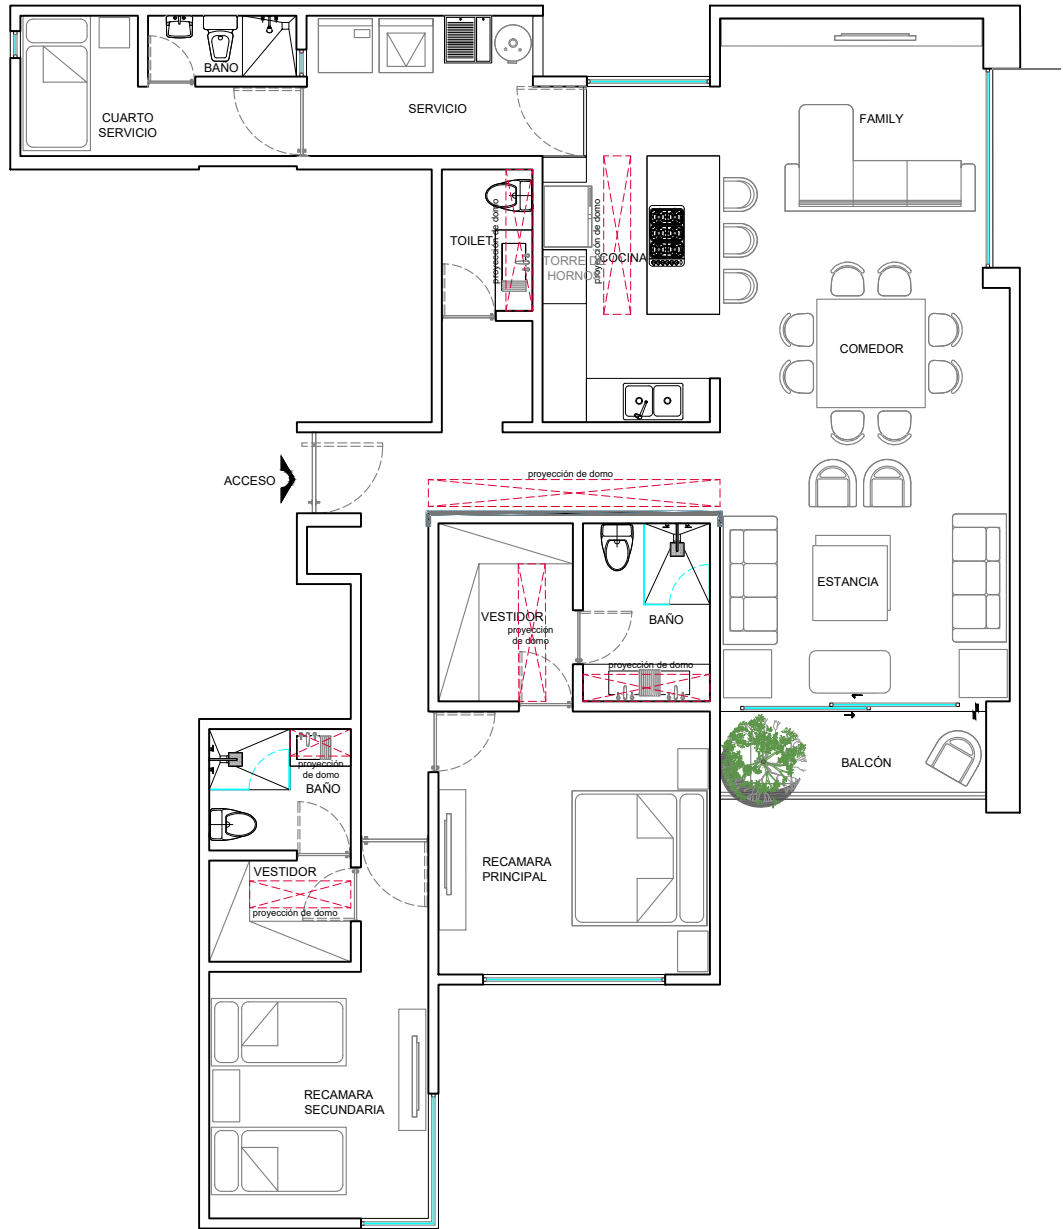 BAÑO
CUARTO
SERVICIO
SERVICIO
FAMILY
TOILET
proyección de domo
proyección de domo
COCINA
TORRE DE
HORNOS
COMEDOR
ACCESO
proyección de domo
VESTIDOR
proyección
de domo
BAÑO
proyección de domo
ESTANCIA
BALCÓN
proyección
de domo
BAÑO
VESTIDOR
proyección de domo
RECAMARA
PRINCIPAL
RECAMARA
SECUNDARIA